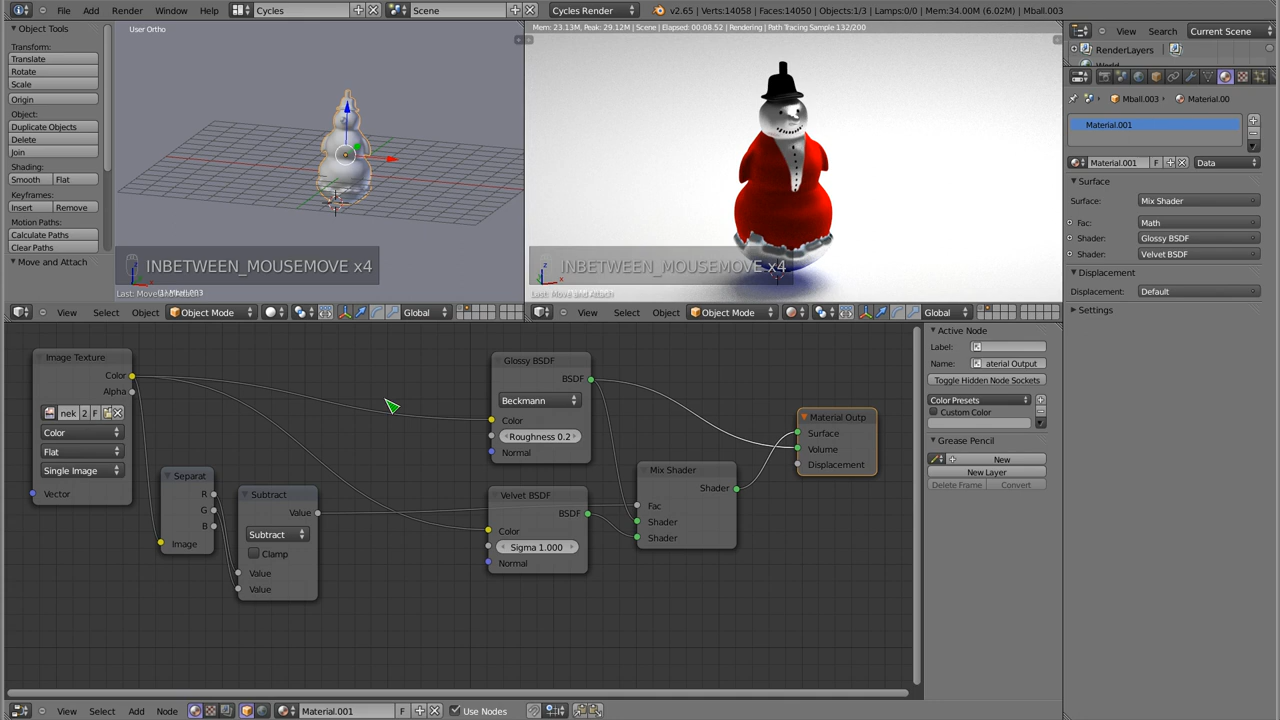 File Add Render Window Help Cycles Scene Cycles Render v2.65 | Verts:14058 | Faces:14050 | Objects:1/3 | Lamps:0/0 | Mem:34.00M (6.02M) | Mball.003
Object Tools
Transform:
Translate
Rotate
Scale
Origin
Object:
Duplicate Objects
Delete
Join
Shading:
Smooth Flat
Keyframes:
Insert Remove
Motion Paths:
Calculate Paths
Clear Paths
Move and Attach
User Ortho
INBETWEEN_MOUSEMOVE x4
View Select Object Object Mode Global
Mem: 23.13M, Peak: 29.12M | Scene | Elapsed: 00:08.52 | Rendering | Path Tracing Sample 132/200
INBETWEEN_MOUSEMOVE x4
Last: Move and Attach
View Select Object Object Mode Global
View Search Current Scene
RenderLayers
World
Mball.003 Material.00
Material.001
Material.001 F Data
Surface
Surface: Mix Shader
Fac: Math
Shader: Glossy BSDF
Shader: Velvet BSDF
Displacement
Displacement: Default
Settings
Image Texture
Color
Alpha
nek 2 F
Color
Flat
Single Image
Vector
Separat
R
G
B
Image
Subtract
Value
Subtract
Clamp
Value
Value
Glossy BSDF
BSDF
Beckmann
Color
Roughness 0.2
Normal
Velvet BSDF
BSDF
Color
Sigma 1.000
Normal
Mix Shader
Shader
Fac
Shader
Shader
Material Outp
Surface
Volume
Displacement
Active Node
Label:
Name: aterial Output
Toggle Hidden Node Sockets
Color Presets
Custom Color
Grease Pencil
New
New Layer
Delete Frame Convert
View Select Add Node Material.001 F Use Nodes